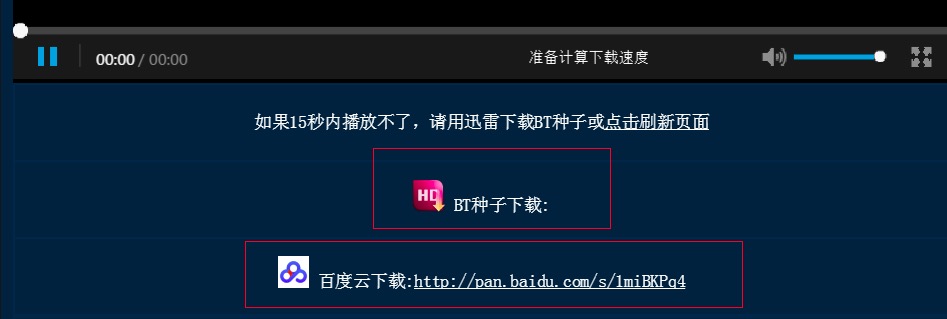 00:00 / 00:00 准备计算下载速度
如果15秒内播放不了，请用迅雷下载BT种子或点击刷新页面
HD BT种子下载:
百度云下载:http://pan.baidu.com/s/1miBKPq4